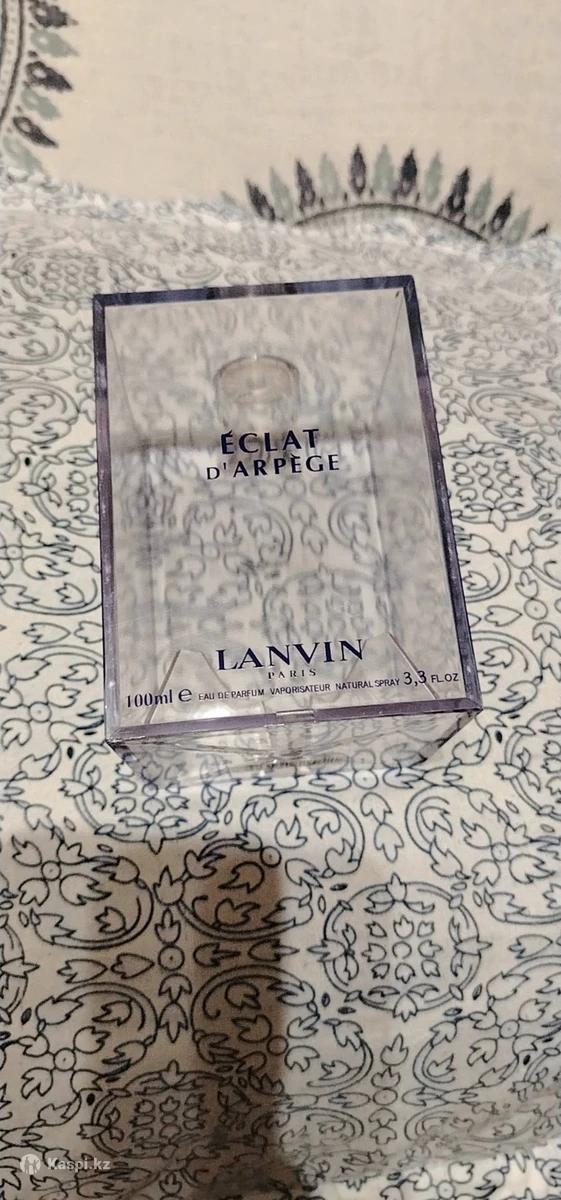 ÉCLAT
D'ARPÈGE
LANVIN
PARIS
100ml e EAU DE PARFUM VAPORISATEUR NATURAL SPRAY 3,3 FL.OZ
Kaspi.kz